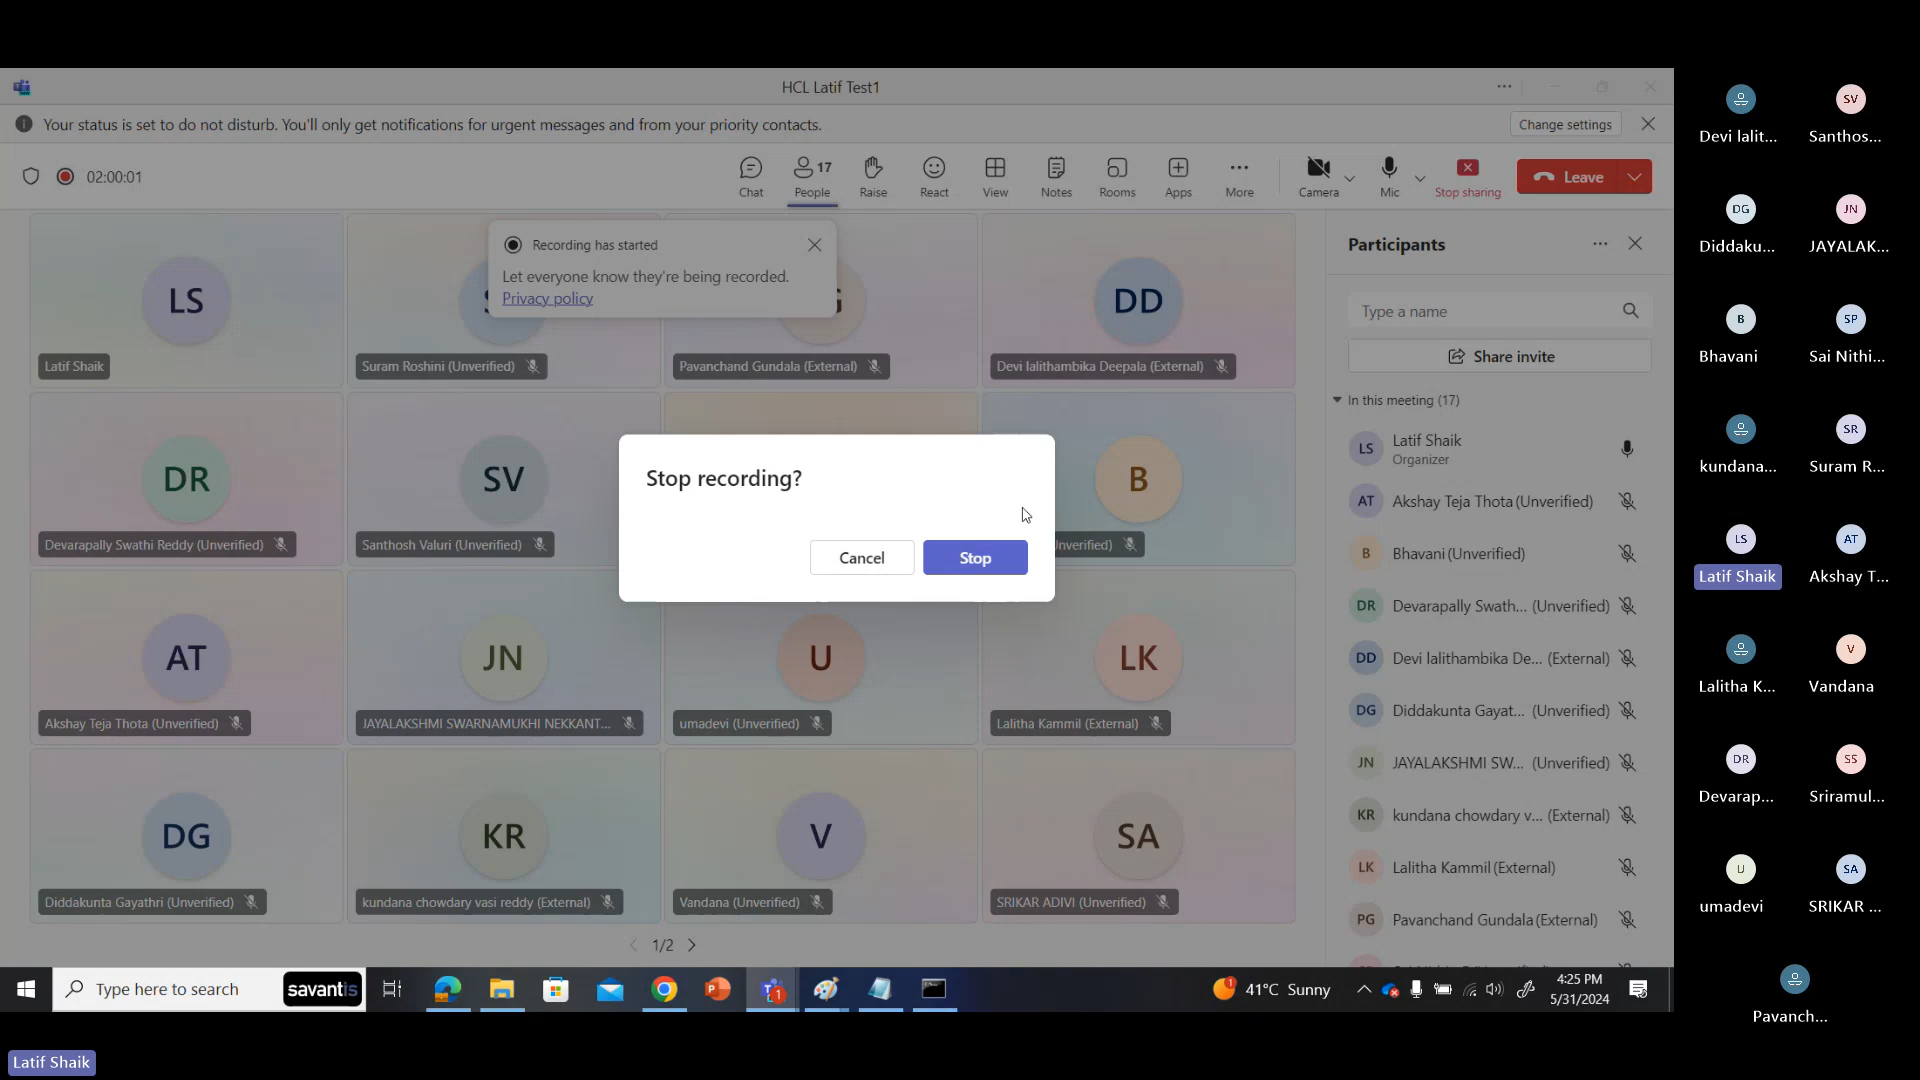 HCL Latif Test1
Your status is set to do not disturb. You'll only get notifications for urgent messages and from your priority contacts.
Change settings
02:00:01
Chat
People
17
Raise
React
View
Notes
Rooms
Apps
More
Camera
Mic
Stop sharing
Leave
Recording has started
Let everyone know they're being recorded.
Privacy policy
LS
Latif Shaik
Suram Roshini (Unverified)
Pavanchand Gundala (External)
DD
Devi lalithambika Deepala (External)
DR
Devarapally Swathi Reddy (Unverified)
SV
Santhosh Valuri (Unverified)
B
Stop recording?
Cancel
Stop
AT
Akshay Teja Thota (Unverified)
JN
JAYALAKSHMI SWARNAMUKHI NEKKANT...
U
umadevi (Unverified)
LK
Lalitha Kammil (External)
DG
Diddakunta Gayathri (Unverified)
KR
kundana chowdary vasi reddy (External)
V
Vandana (Unverified)
SA
SRIKAR ADIVI (Unverified)
1/2
Participants
Type a name
Share invite
In this meeting (17)
LS
Latif Shaik
Organizer
AT
Akshay Teja Thota (Unverified)
B
Bhavani (Unverified)
DR
Devarapally Swath... (Unverified)
DD
Devi lalithambika De... (External)
DG
Diddakunta Gayat... (Unverified)
JN
JAYALAKSHMI SW... (Unverified)
KR
kundana chowdary v... (External)
LK
Lalitha Kammil (External)
PG
Pavanchand Gundala (External)
Devi lalit...
SV
Santhos...
DG
Diddaku...
JN
JAYALAK...
B
Bhavani
SP
Sai Nithi...
kundana...
SR
Suram R...
LS
Latif Shaik
AT
Akshay T...
Lalitha K...
V
Vandana
DR
Devarap...
SS
Sriramul...
U
umadevi
SA
SRIKAR ...
Pavanch...
Type here to search
savantis
41°C Sunny
4:25 PM
5/31/2024
Latif Shaik